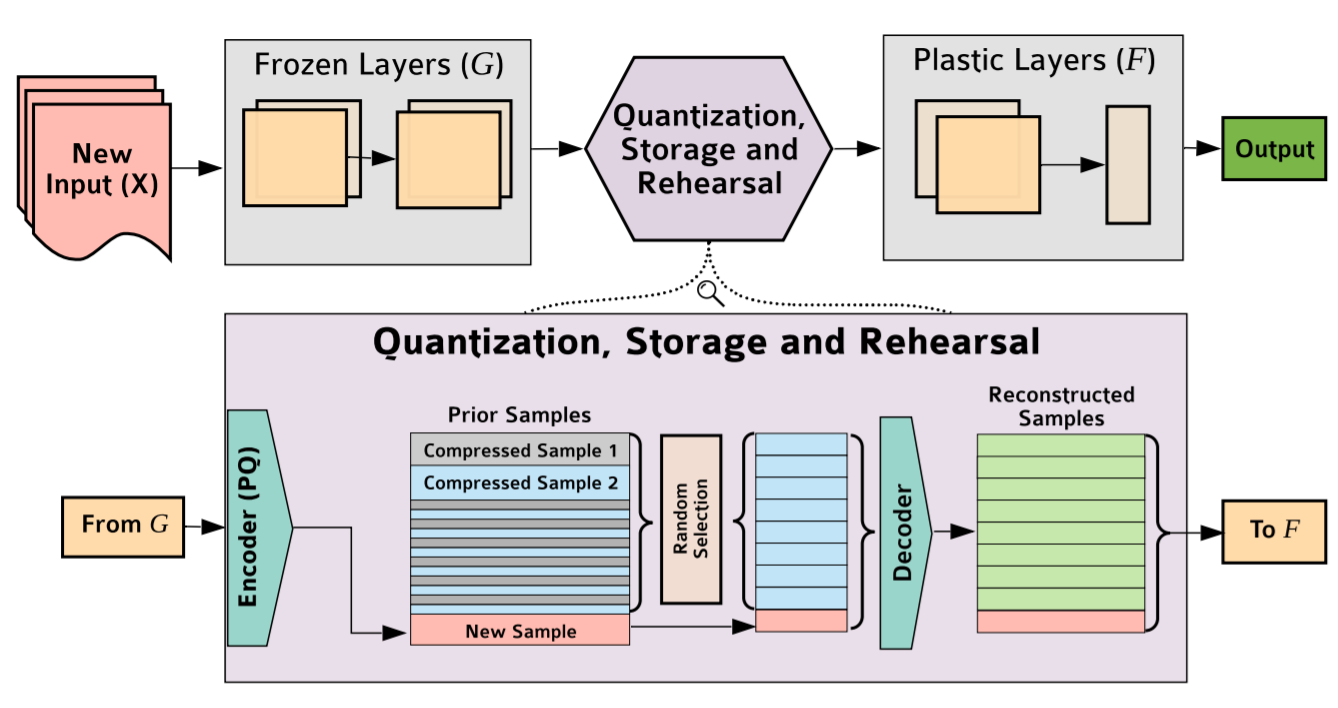 Frozen Layers (G)
Plastic Layers (F)
New
Input (X)
Quantization,
Storage and
Rehearsal
Output
Quantization, Storage and Rehearsal
From G
Encoder (PQ)
Prior Samples
Compressed Sample 1
Compressed Sample 2
New Sample
Random
Selection
Decoder
Reconstructed
Samples
To F